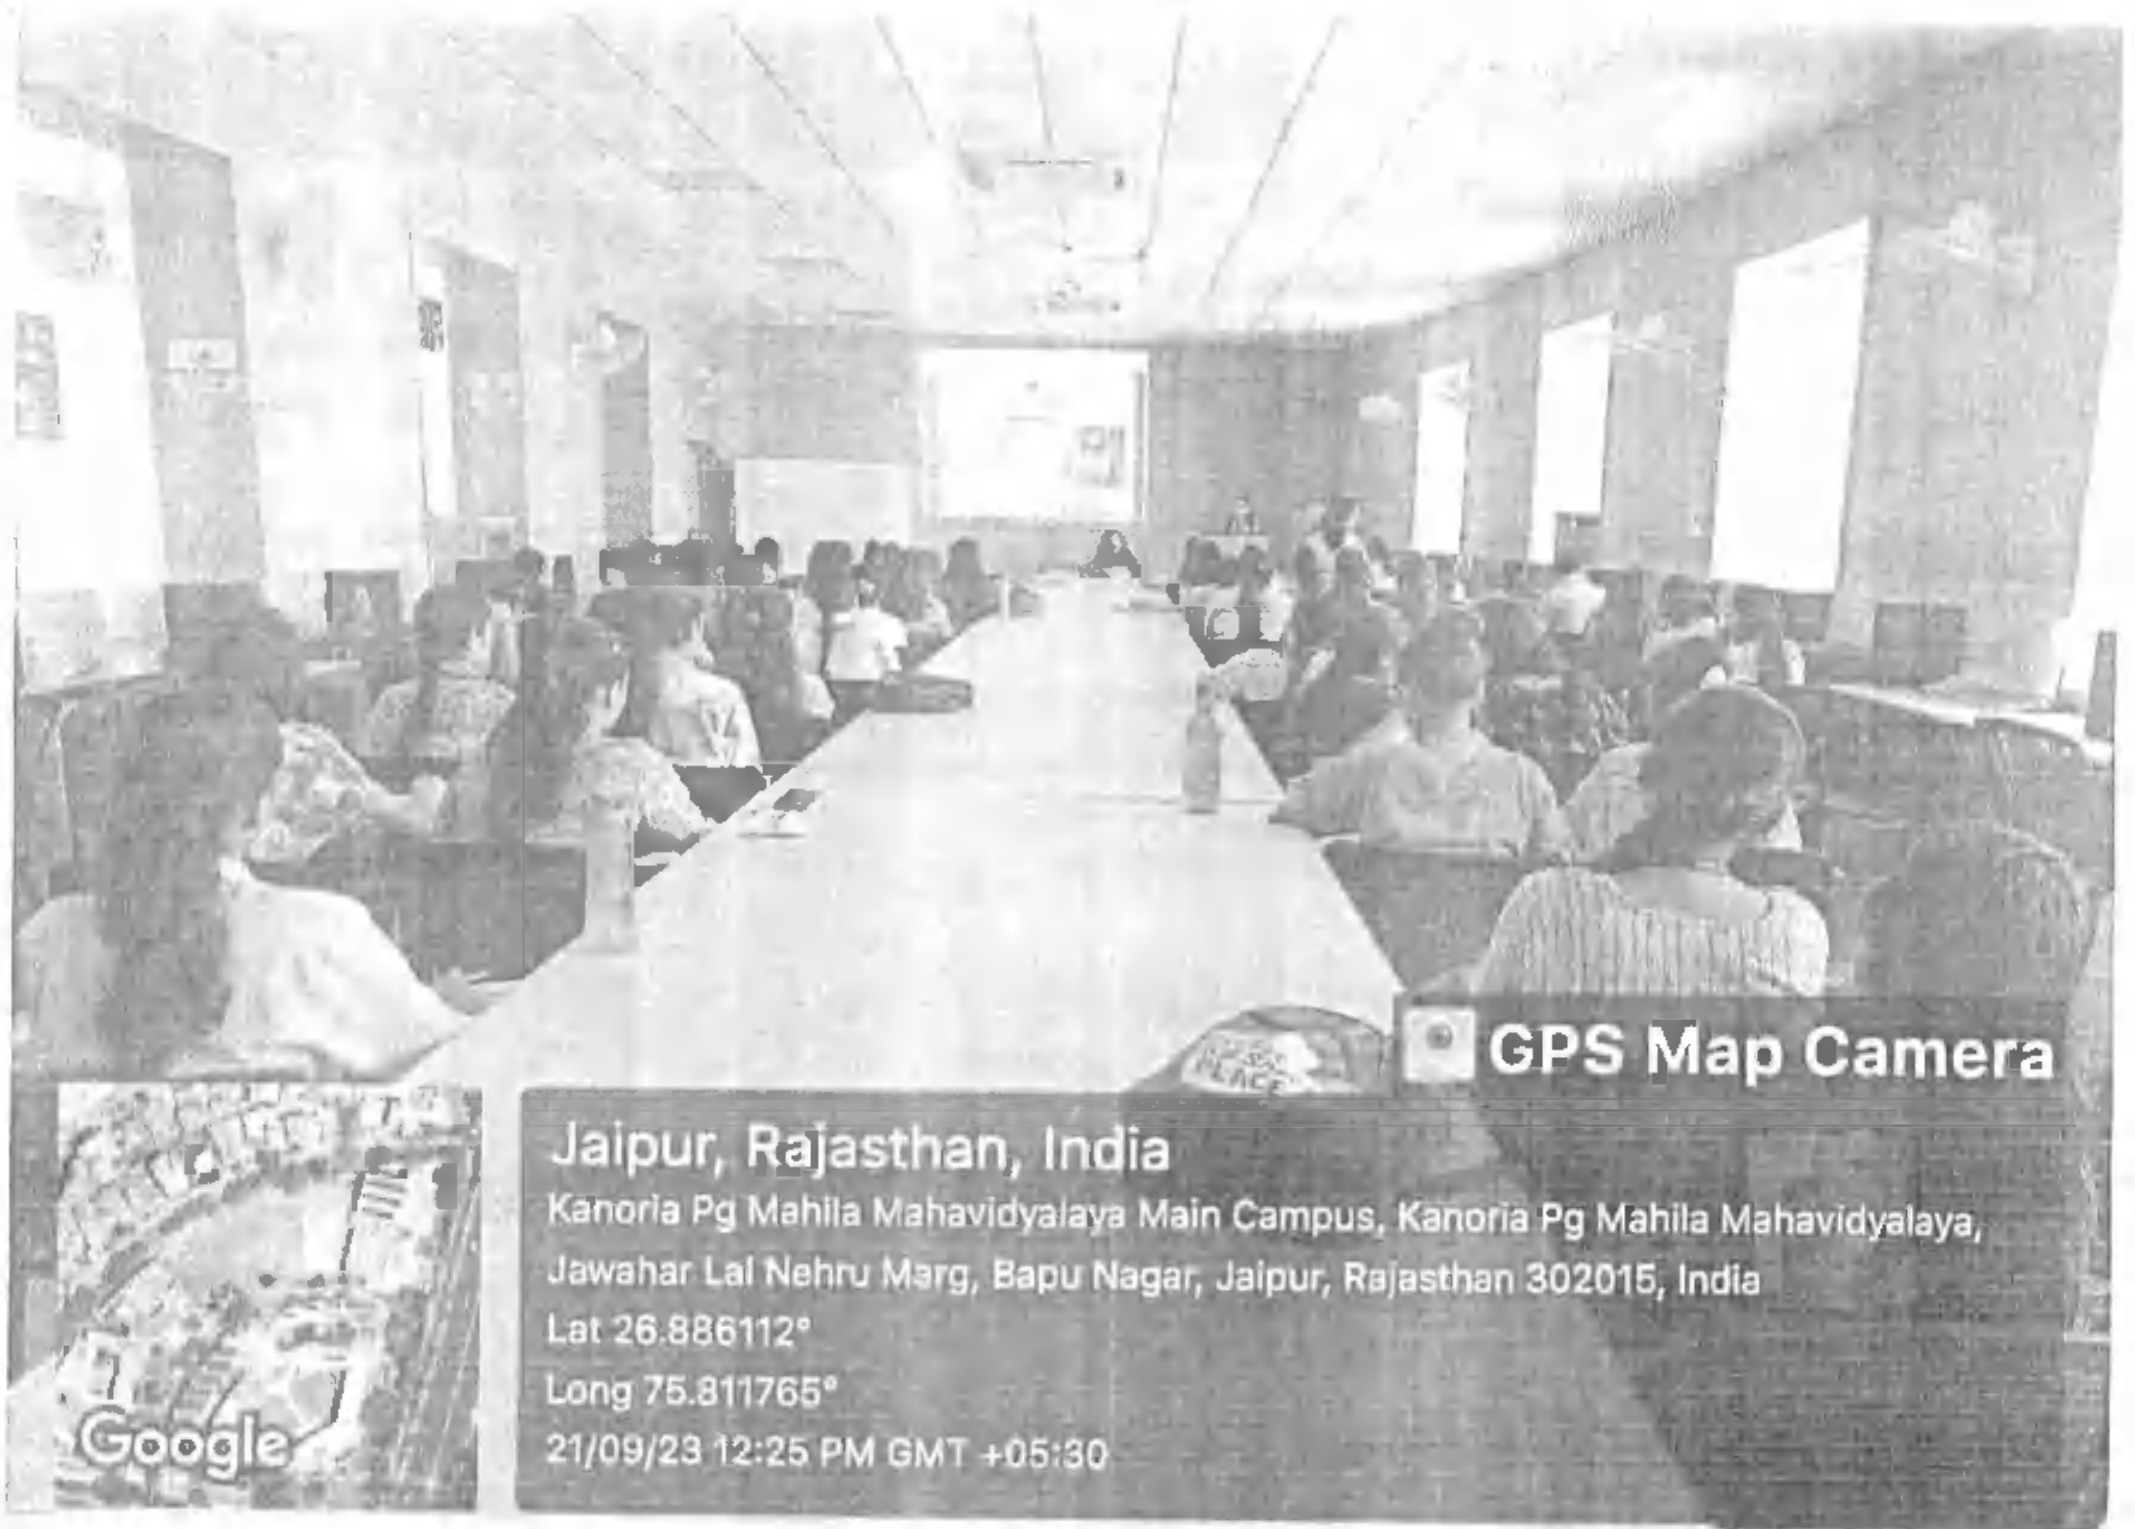 PLACE
GPS Map Camera
Jaipur, Rajasthan, India
Kanoria Pg Mahila Mahavidyalaya Main Campus, Kanoria Pg Mahila Mahavidyalaya,
Jawahar Lal Nehru Marg, Bapu Nagar, Jaipur, Rajasthan 302015, India
Lat 26.886112°
Long 75.811765°
21/09/23 12:25 PM GMT +05:30
Google